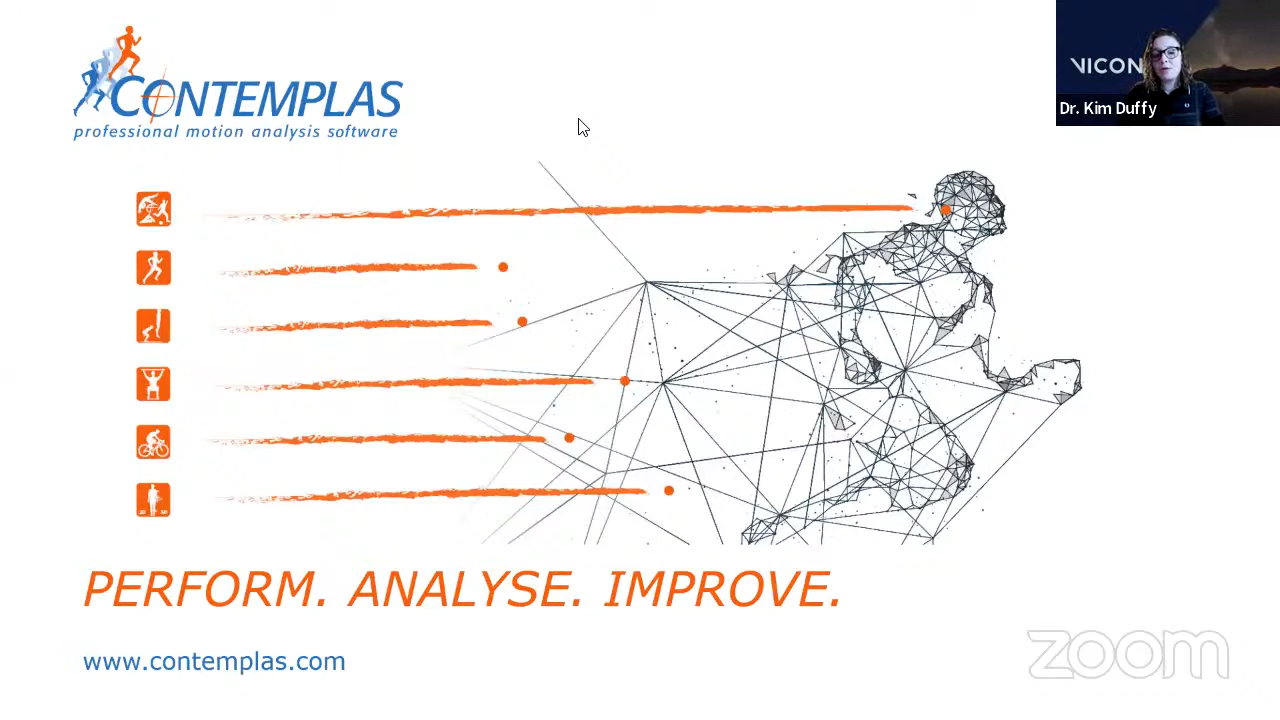 CONTEMPLAS
professional motion analysis software
VICON
Dr. Kim Duffy
PERFORM. ANALYSE. IMPROVE.
www.contemplas.com
zoom